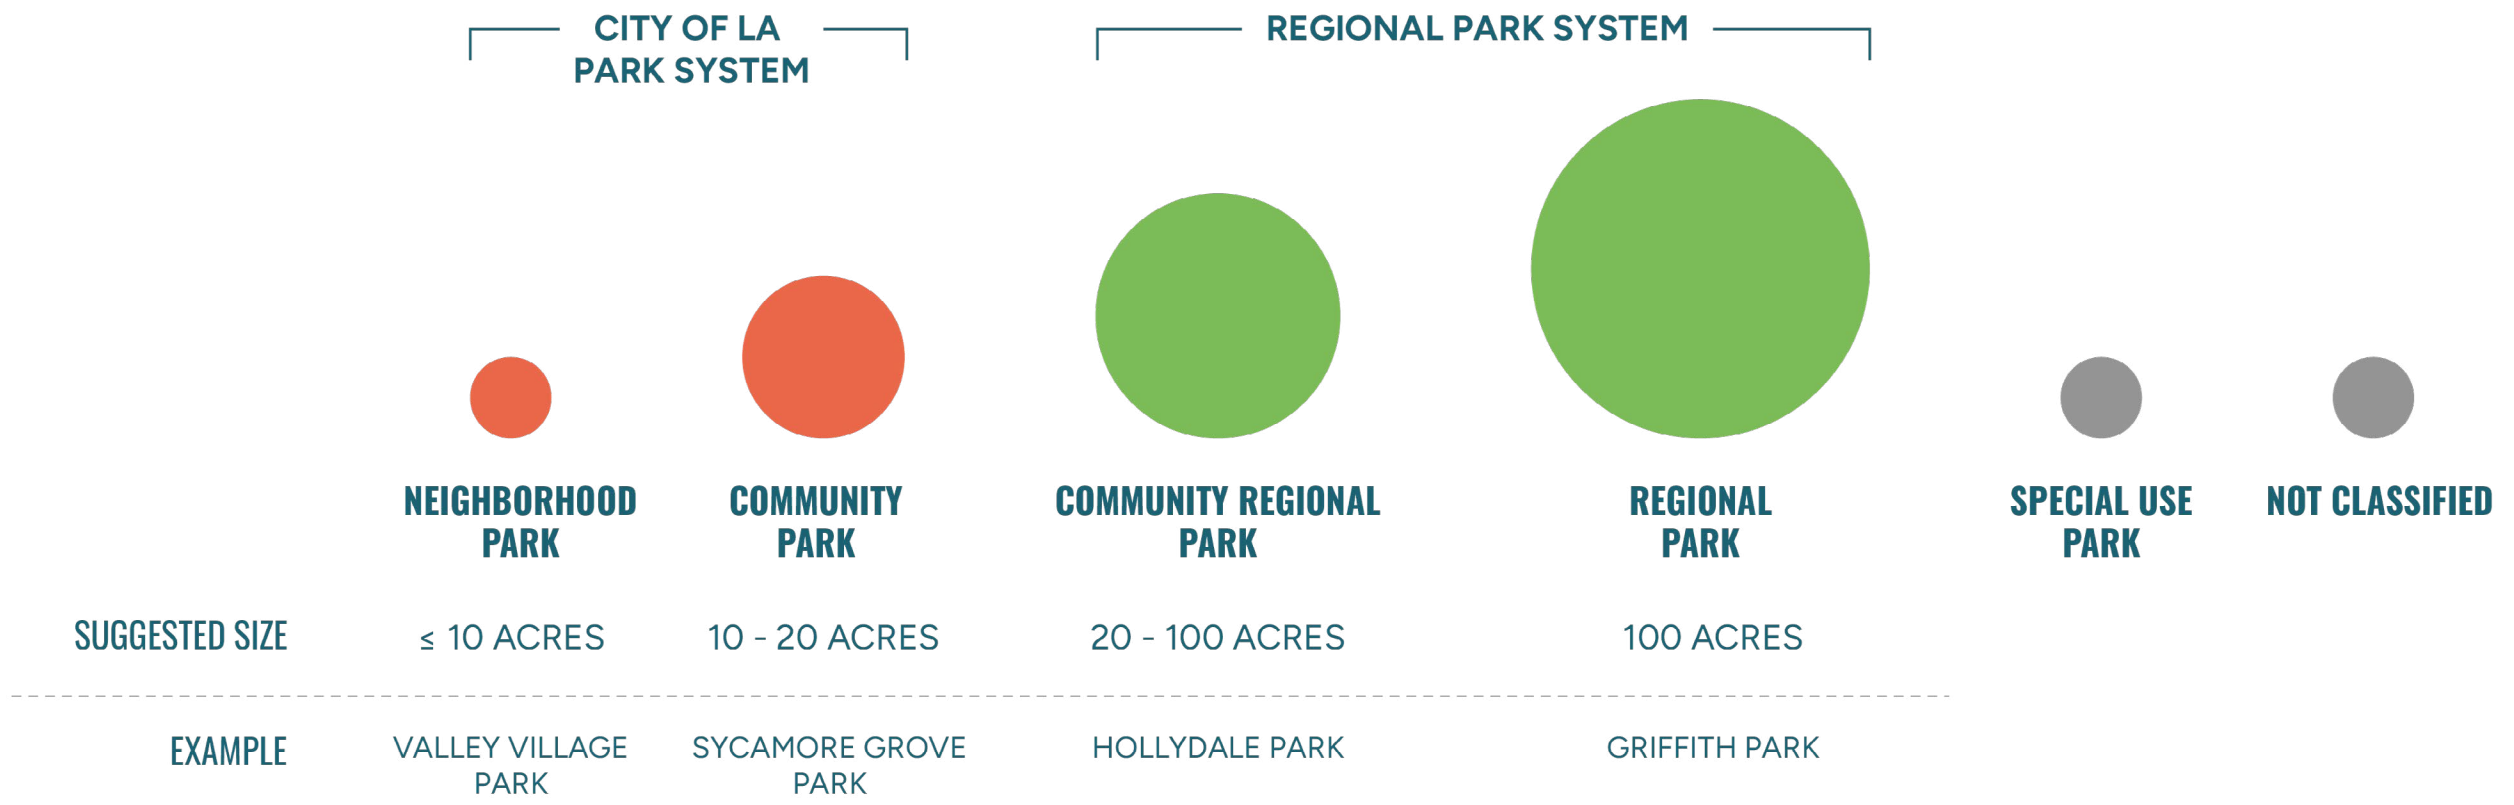 CITY OF LA
PARK SYSTEM
REGIONAL PARK SYSTEM
NEIGHBORHOOD
PARK
COMMUNITY
PARK
COMMUNITY REGIONAL
PARK
REGIONAL
PARK
SPECIAL USE
PARK
NOT CLASSIFIED
SUGGESTED SIZE
≤ 10 ACRES
10 - 20 ACRES
20 - 100 ACRES
100 ACRES
EXAMPLE
VALLEY VILLAGE
PARK
SYCAMORE GROVE
PARK
HOLLYDALE PARK
GRIFFITH PARK